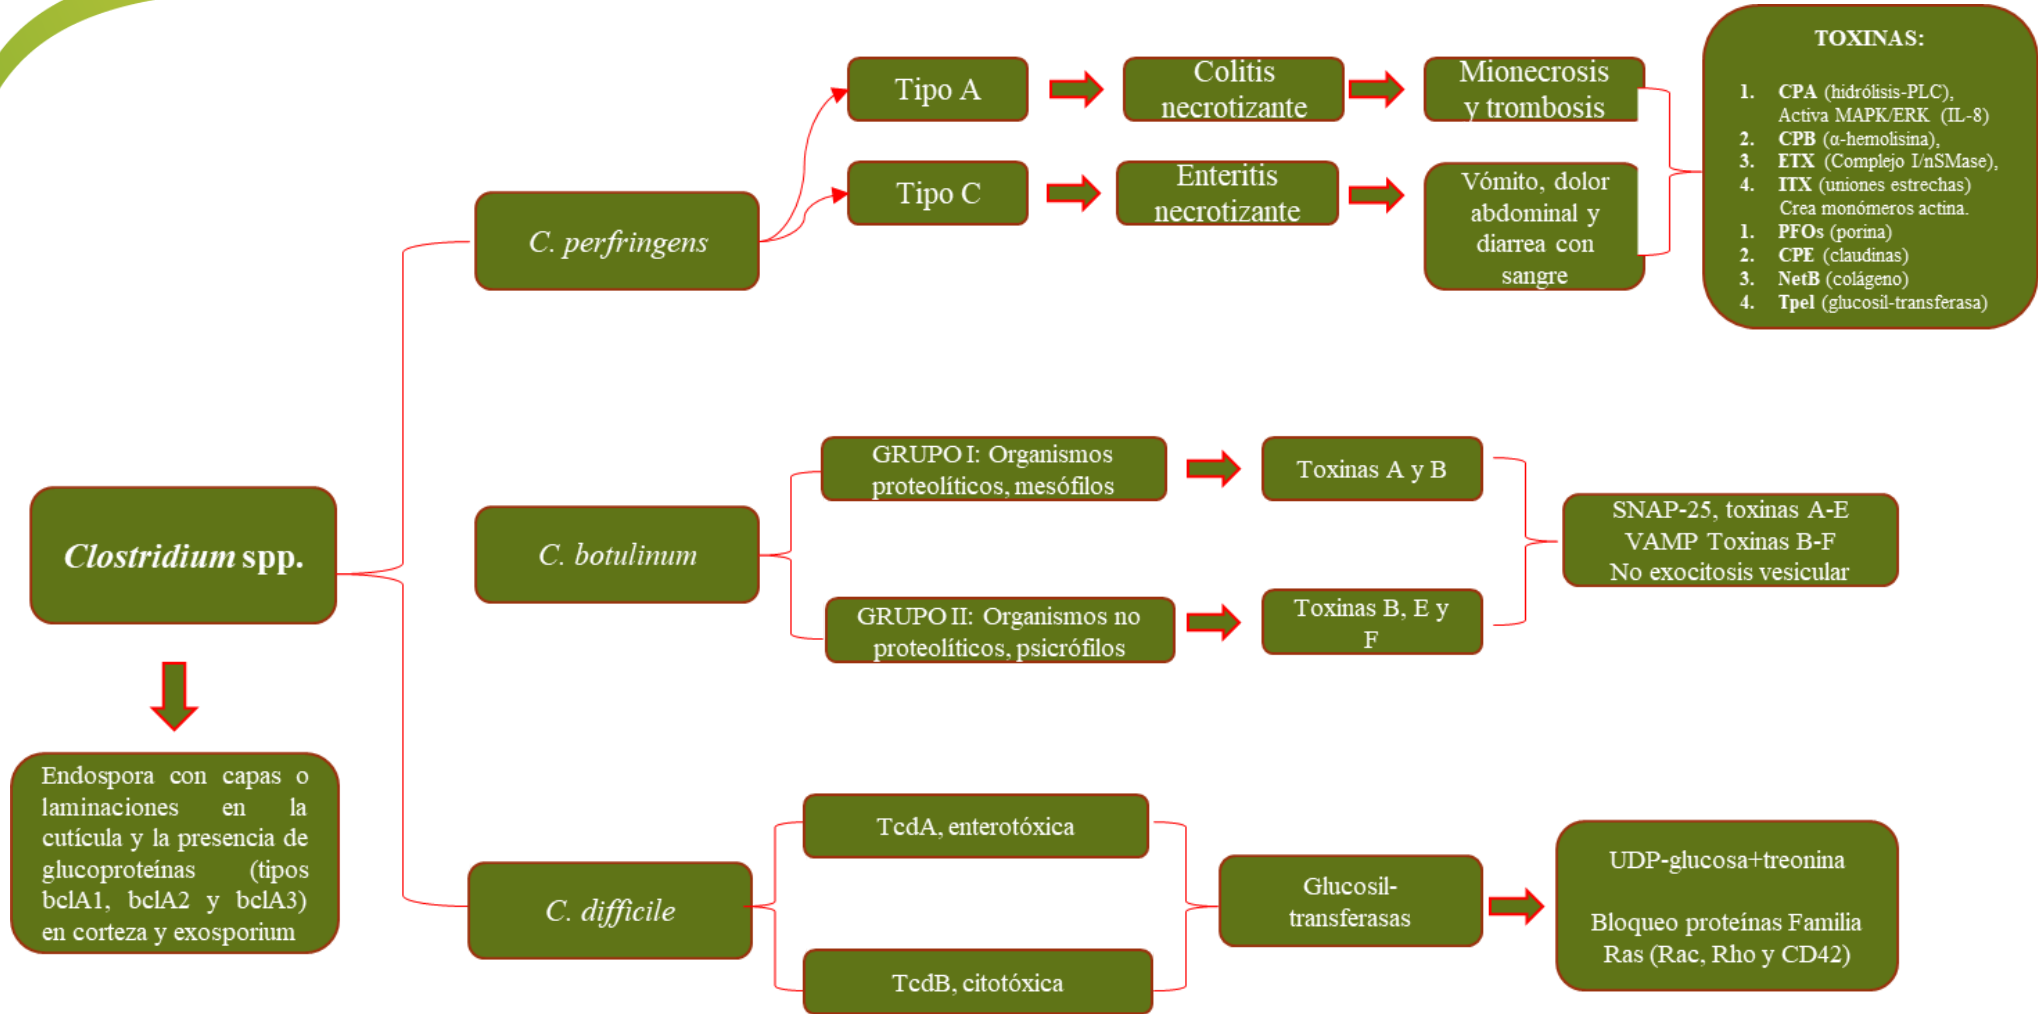 Clostridium spp.
Endospora con capas o
laminaciones en la
cutícula y la presencia de
glucoproteínas (tipos
bclA1, bclA2 y bclA3)
en corteza y exosporium
C. perfringens
Tipo A
Colitis
necrotizante
Mionecrosis
y trombosis
Tipo C
Enteritis
necrotizante
Vómito, dolor
abdominal y
diarrea con
sangre
TOXINAS:
1. CPA (hidrólisis-PLC),
Activa MAPK/ERK (IL-8)
2. CPB (α-hemolisina),
3. ETX (Complejo I/nSMase),
4. ITX (uniones estrechas)
Crea monómeros actina.
1. PFOs (porina)
2. CPE (claudinas)
3. NetB (colágeno)
4. Tpel (glucosil-transferasa)
C. botulinum
GRUPO I: Organismos
proteolíticos, mesófilos
Toxinas A y B
GRUPO II: Organismos no
proteolíticos, psicrófilos
Toxinas B, E y
F
SNAP-25, toxinas A-E
VAMP Toxinas B-F
No exocitosis vesicular
C. difficile
TcdA, enterotóxica
TcdB, citotóxica
Glucosil-
transferasas
UDP-glucosa+treonina
Bloqueo proteínas Familia
Ras (Rac, Rho y CD42)